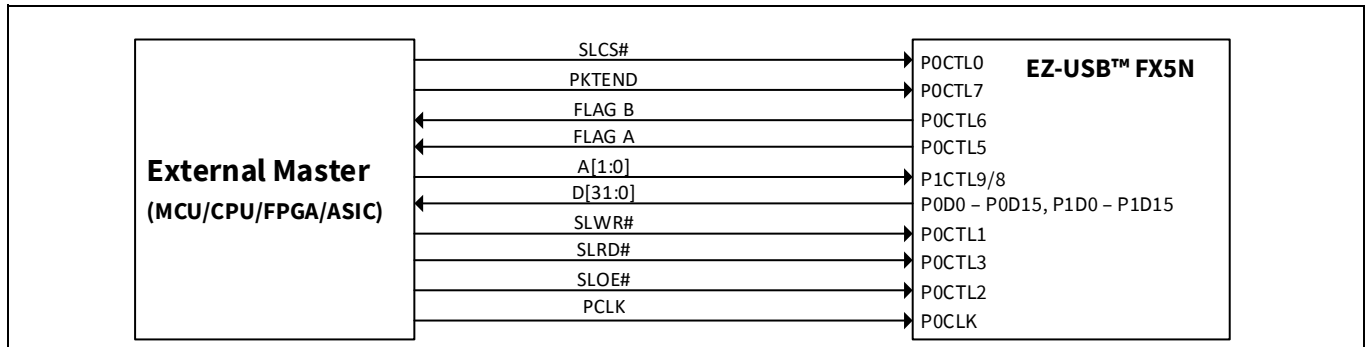 SLCS#
P0CTL0
EZ-USB™ FX5N
PKTEND
P0CTL7
FLAG B
P0CTL6
FLAG A
P0CTL5
External Master
(MCU/CPU/FPGA/ASIC)
A[1:0]
P1CTL9/8
D[31:0]
P0D0 – P0D15, P1D0 – P1D15
SLWR#
P0CTL1
SLRD#
P0CTL3
SLOE#
P0CTL2
PCLK
P0CLK